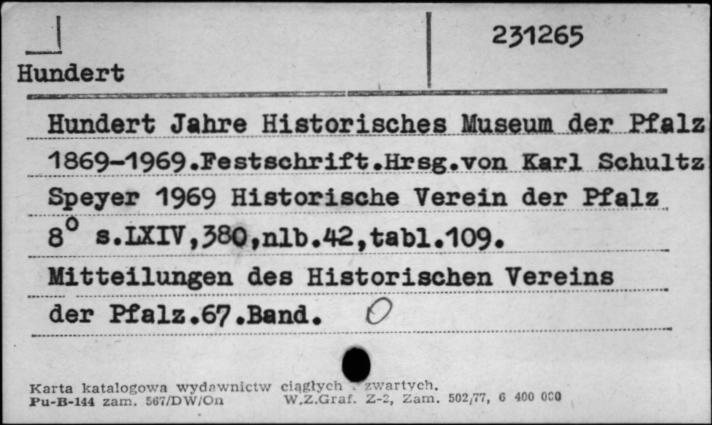 231265
Hundert
Hundert Jahre Historisches Museum der Pfalz
1869-1969.Festschrift.Hrsg.von Karl Schultz
Speyer 1969 Historische Verein der Pfalz
8° s.LXIV,380,nlb.42,tabl.109.
Mitteilungen des Historischen Vereins
der Pfalz.67.Band. O
Karta katalogowa wydawnictw ciągłych zwartych.
Pu-B-144 zam. 567/DW/On W.Z.Graf. Z-2, Zam. 502/77, 6 400 000